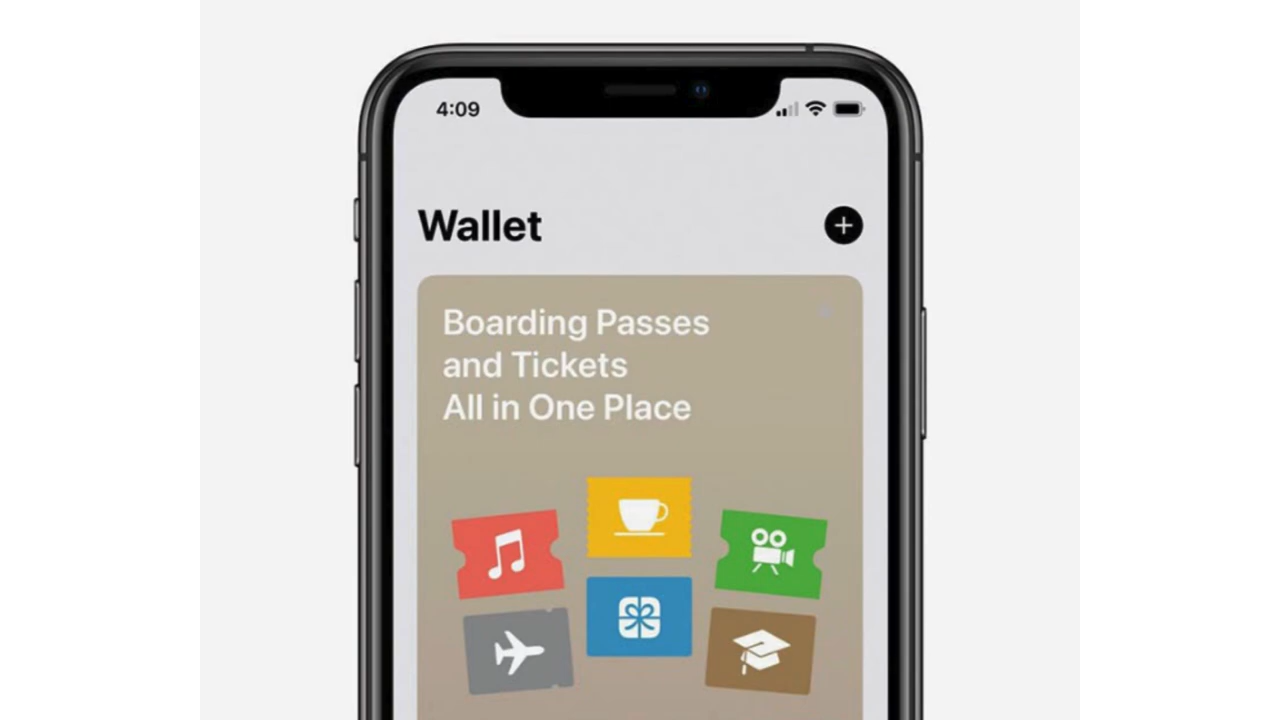 4:09
Wallet
Boarding Passes
and Tickets
All in One Place